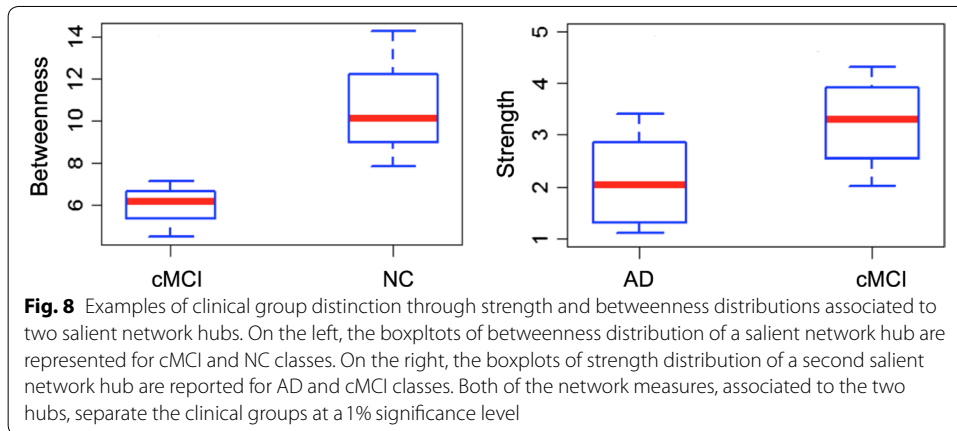 14
12
10
8
6
Betweenness
cMCI
NC
5
4
3
2
1
Strength
AD
cMCI
Fig. 8 Examples of clinical group distinction through strength and betweenness distributions associated to
two salient network hubs. On the left, the boxpltots of betweenness distribution of a salient network hub are
represented for cMCI and NC classes. On the right, the boxplots of strength distribution of a second salient
network hub are reported for AD and cMCI classes. Both of the network measures, associated to the two
hubs, separate the clinical groups at a 1% significance level